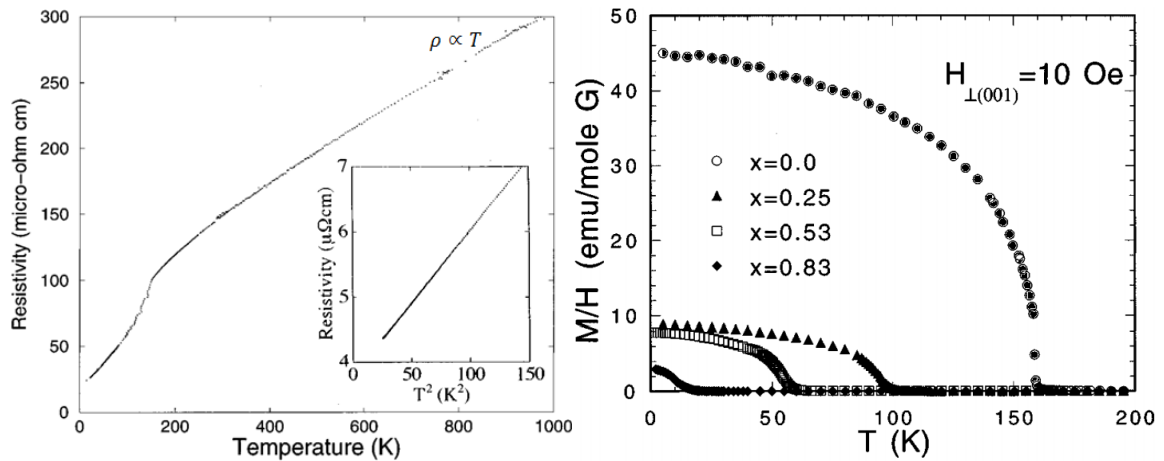 300
250
200
150
100
50
0
Resistivity (micro-ohm cm)
ρ ∝ T
7
6
5
4
Resistivity (μΩcm)
0 50 100 150
T² (K²)
0 200 400 600 800 1000
Temperature (K)
50
40
30
20
10
0
M/H (emu/mole G)
H⊥(001)=10 Oe
x=0.0
x=0.25
x=0.53
x=0.83
0 50 100 150 200
T (K)